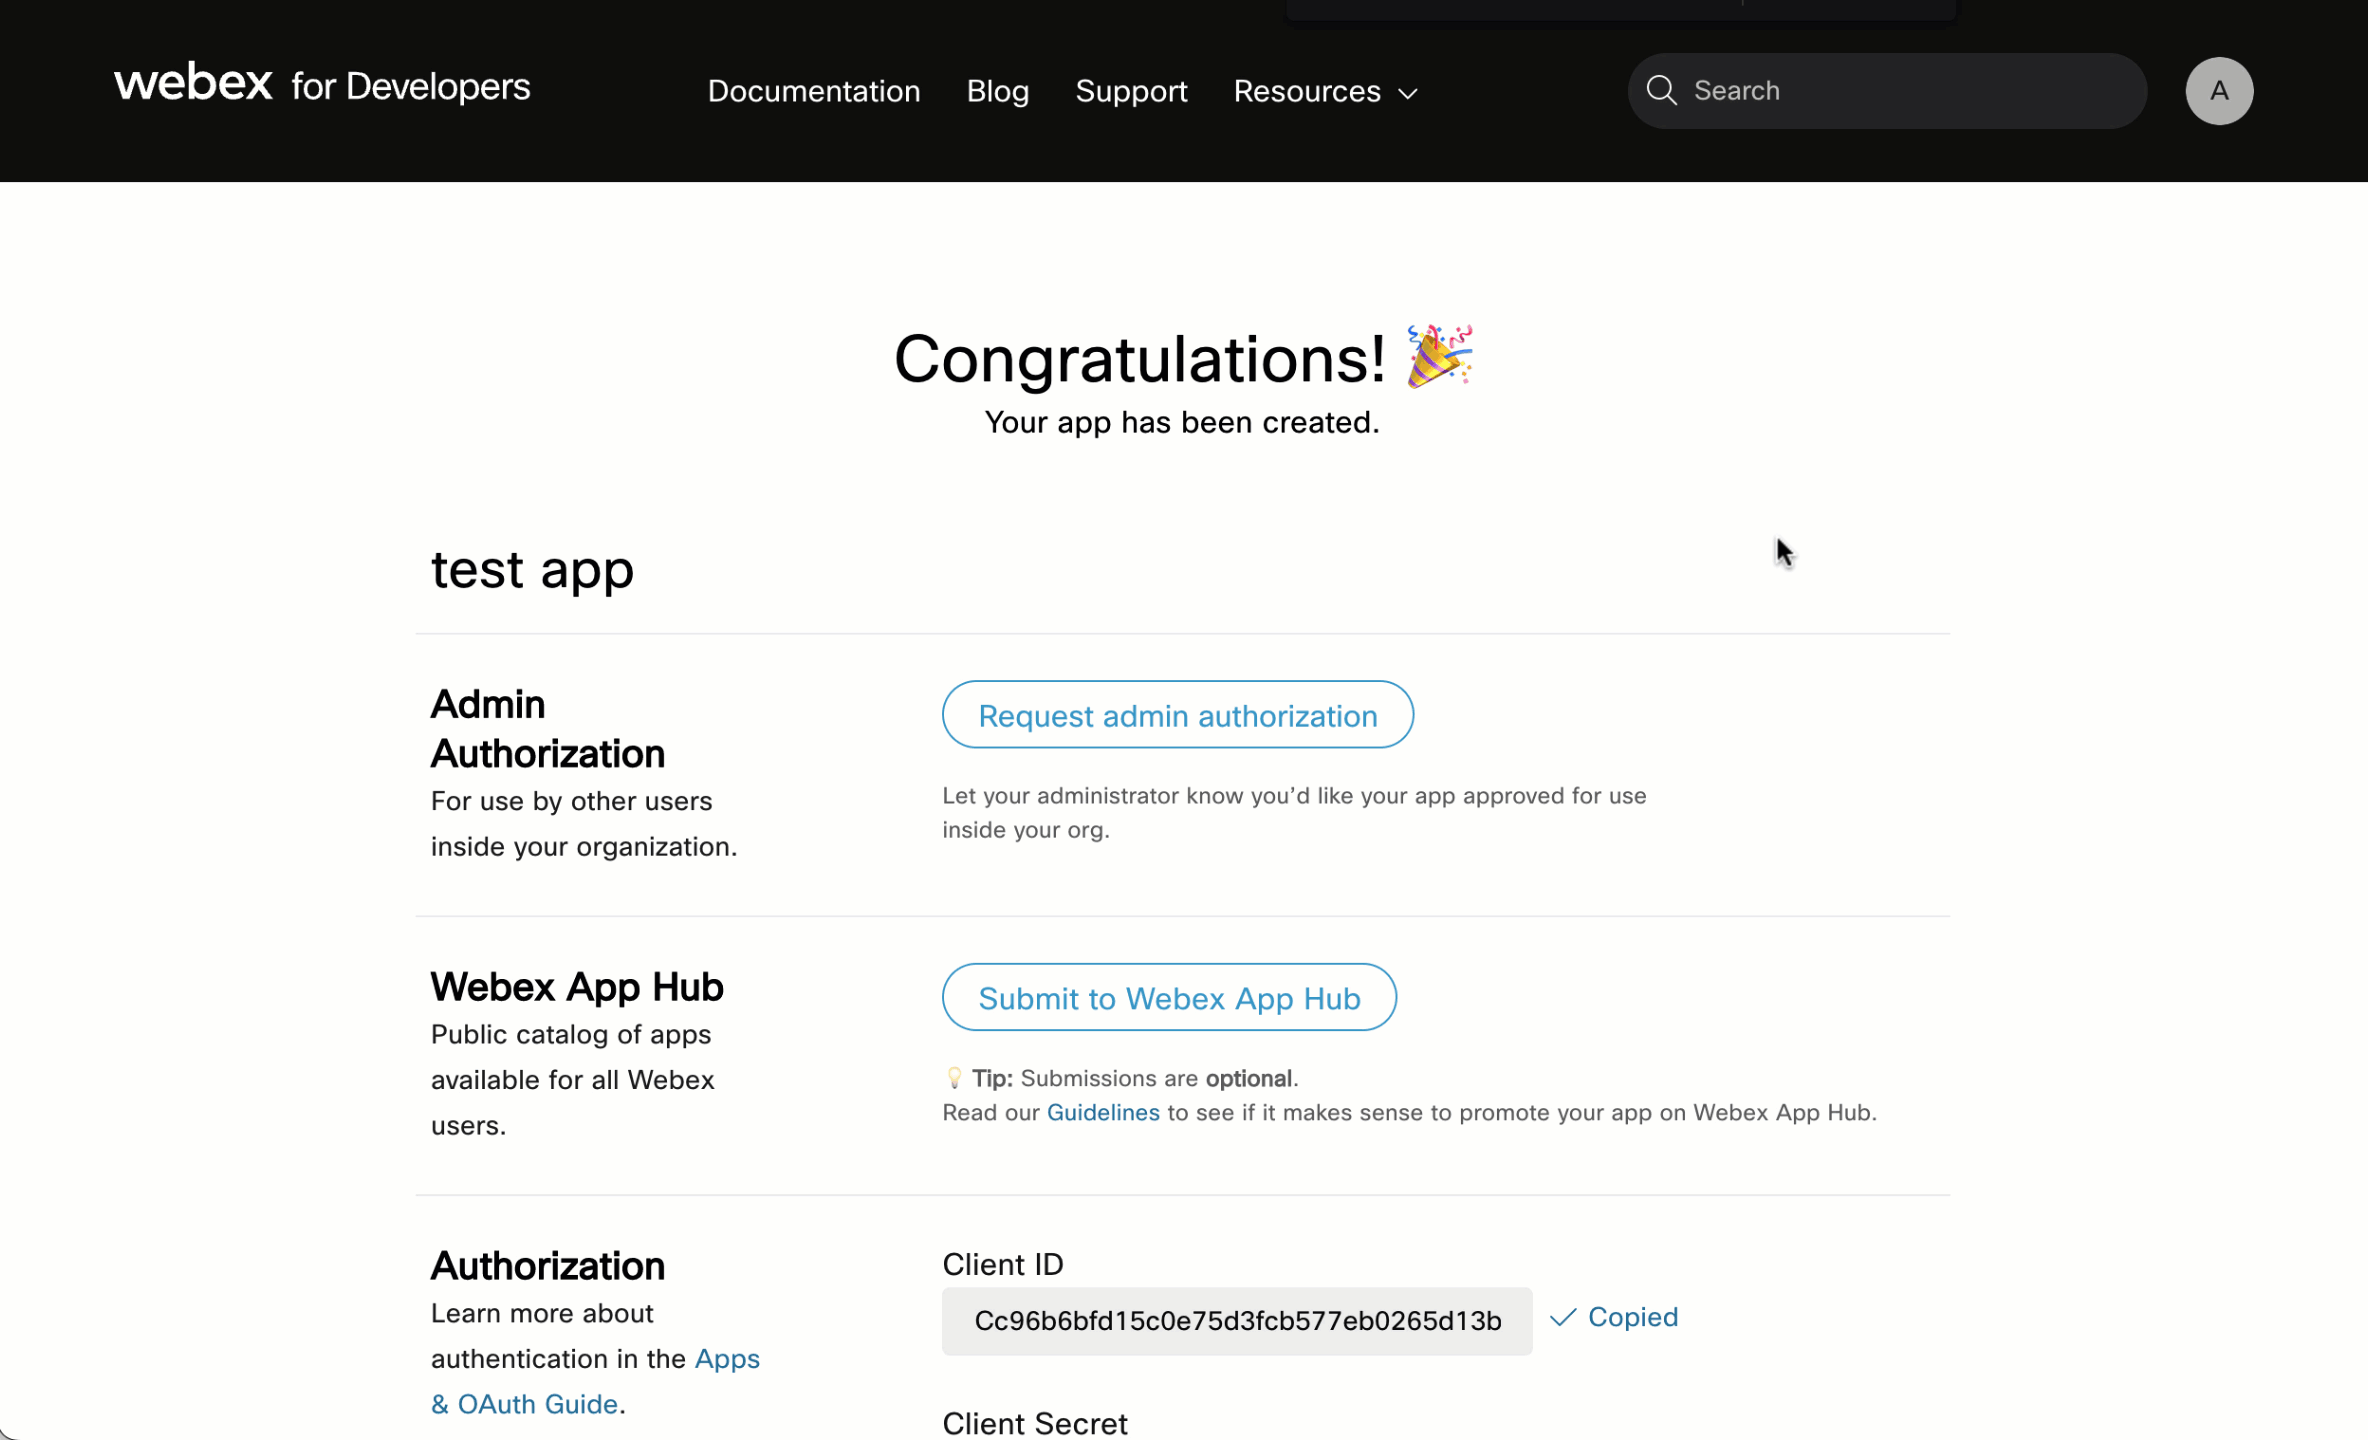 webex for Developers
Documentation
Blog
Support
Resources
Search
A
Congratulations! 🎉
Your app has been created.
test app
Admin
Authorization
For use by other users
inside your organization.
Request admin authorization
Let your administrator know you’d like your app approved for use
inside your org.
Webex App Hub
Public catalog of apps
available for all Webex
users.
Submit to Webex App Hub
💡 Tip: Submissions are optional.
Read our Guidelines to see if it makes sense to promote your app on Webex App Hub.
Authorization
Learn more about
authentication in the Apps
& OAuth Guide.
Client ID
Cc96b6bfd15c0e75d3fcb577eb0265d13b
Copied
Client Secret